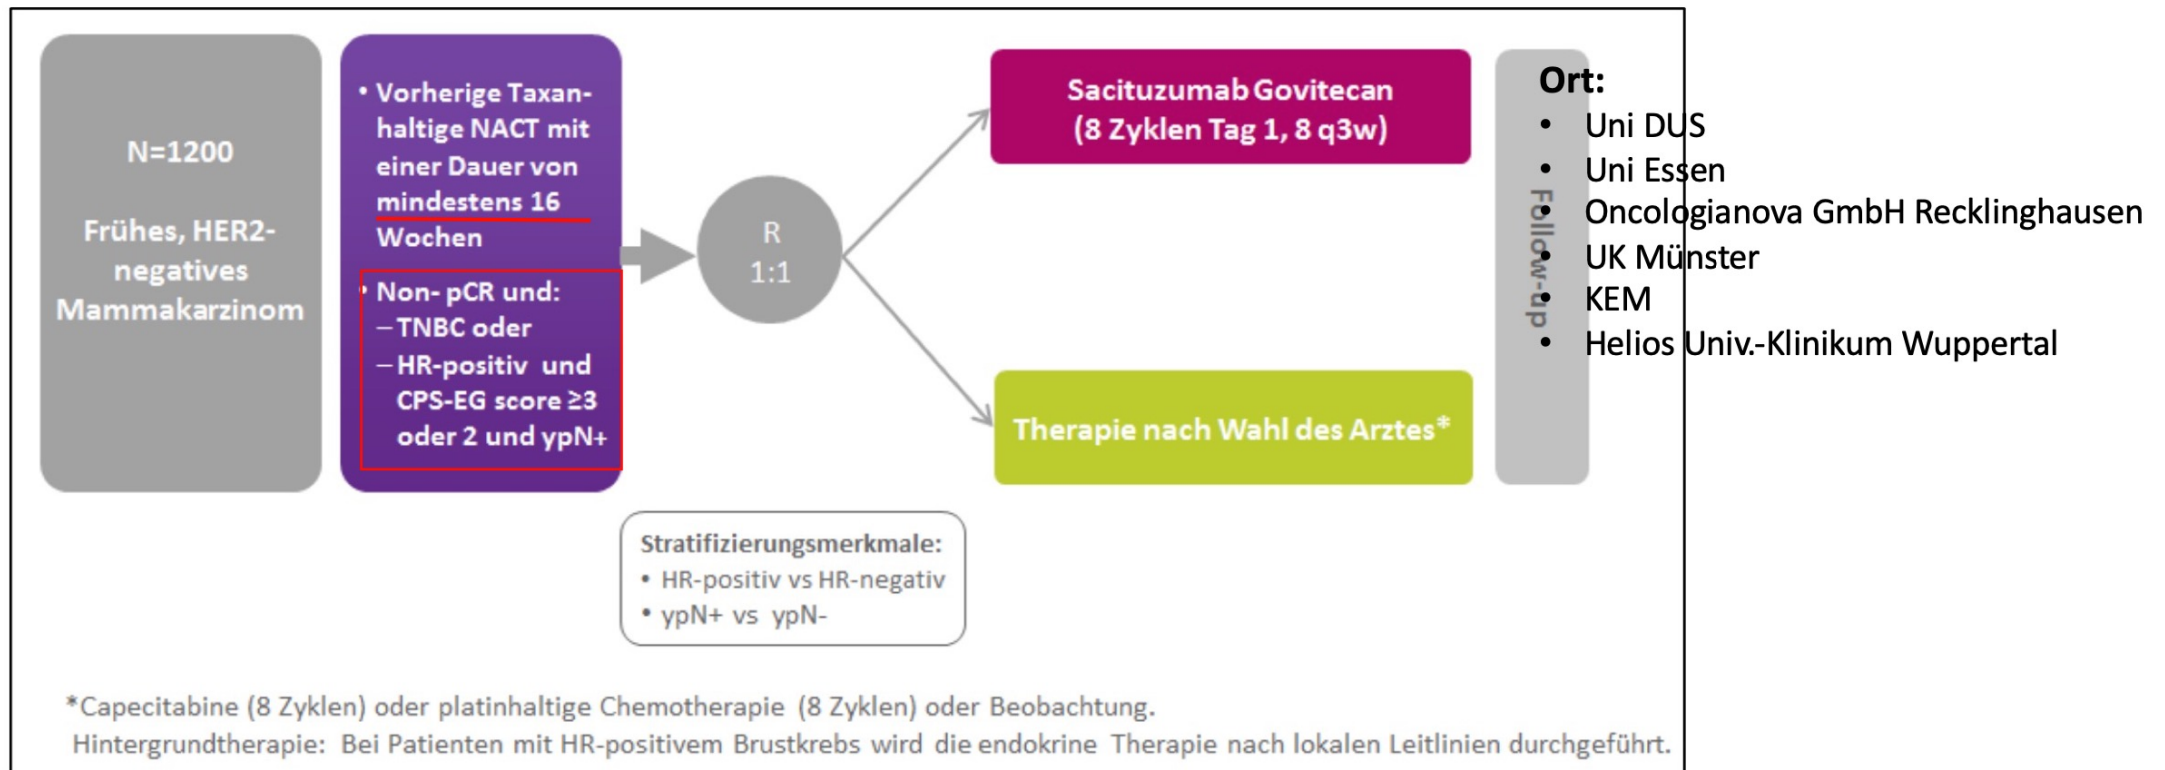 N=1200
Frühes, HER2-
negatives
Mammakarzinom
• Vorherige Taxan-
haltige NACT mit
einer Dauer von
mindestens 16
Wochen
• Non- pCR und:
– TNBC oder
– HR-positiv und
CPS-EG score ≥3
oder 2 und ypN+
R
1:1
Sacituzumab Govitecan
(8 Zyklen Tag 1, 8 q3w)
Therapie nach Wahl des Arztes*
Follow-up
Ort:
• Uni DUS
• Uni Essen
• Oncologianova GmbH Recklinghausen
• UK Münster
• KEM
• Helios Univ.-Klinikum Wuppertal
Stratifizierungsmerkmale:
• HR-positiv vs HR-negativ
• ypN+ vs ypN-
*Capecitabine (8 Zyklen) oder platinhaltige Chemotherapie (8 Zyklen) oder Beobachtung.
Hintergrundtherapie: Bei Patienten mit HR-positivem Brustkrebs wird die endokrine Therapie nach lokalen Leitlinien durchgeführt.